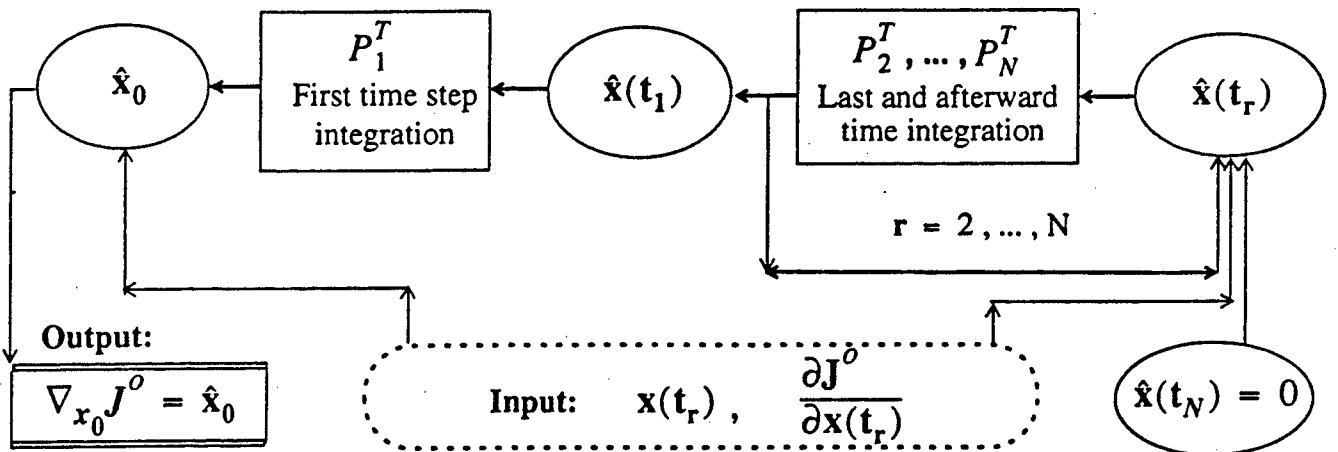 x̂₀
P₁ᵀ
First time step
integration
x̂(t₁)
P₂ᵀ , ... , P_Nᵀ
Last and afterward
time integration
x̂(t_r)
r = 2 , ... , N
Output:
∇_{x₀} J^o = x̂₀
Input: x(t_r) , ∂J^o / ∂x(t_r)
x̂(t_N) = 0